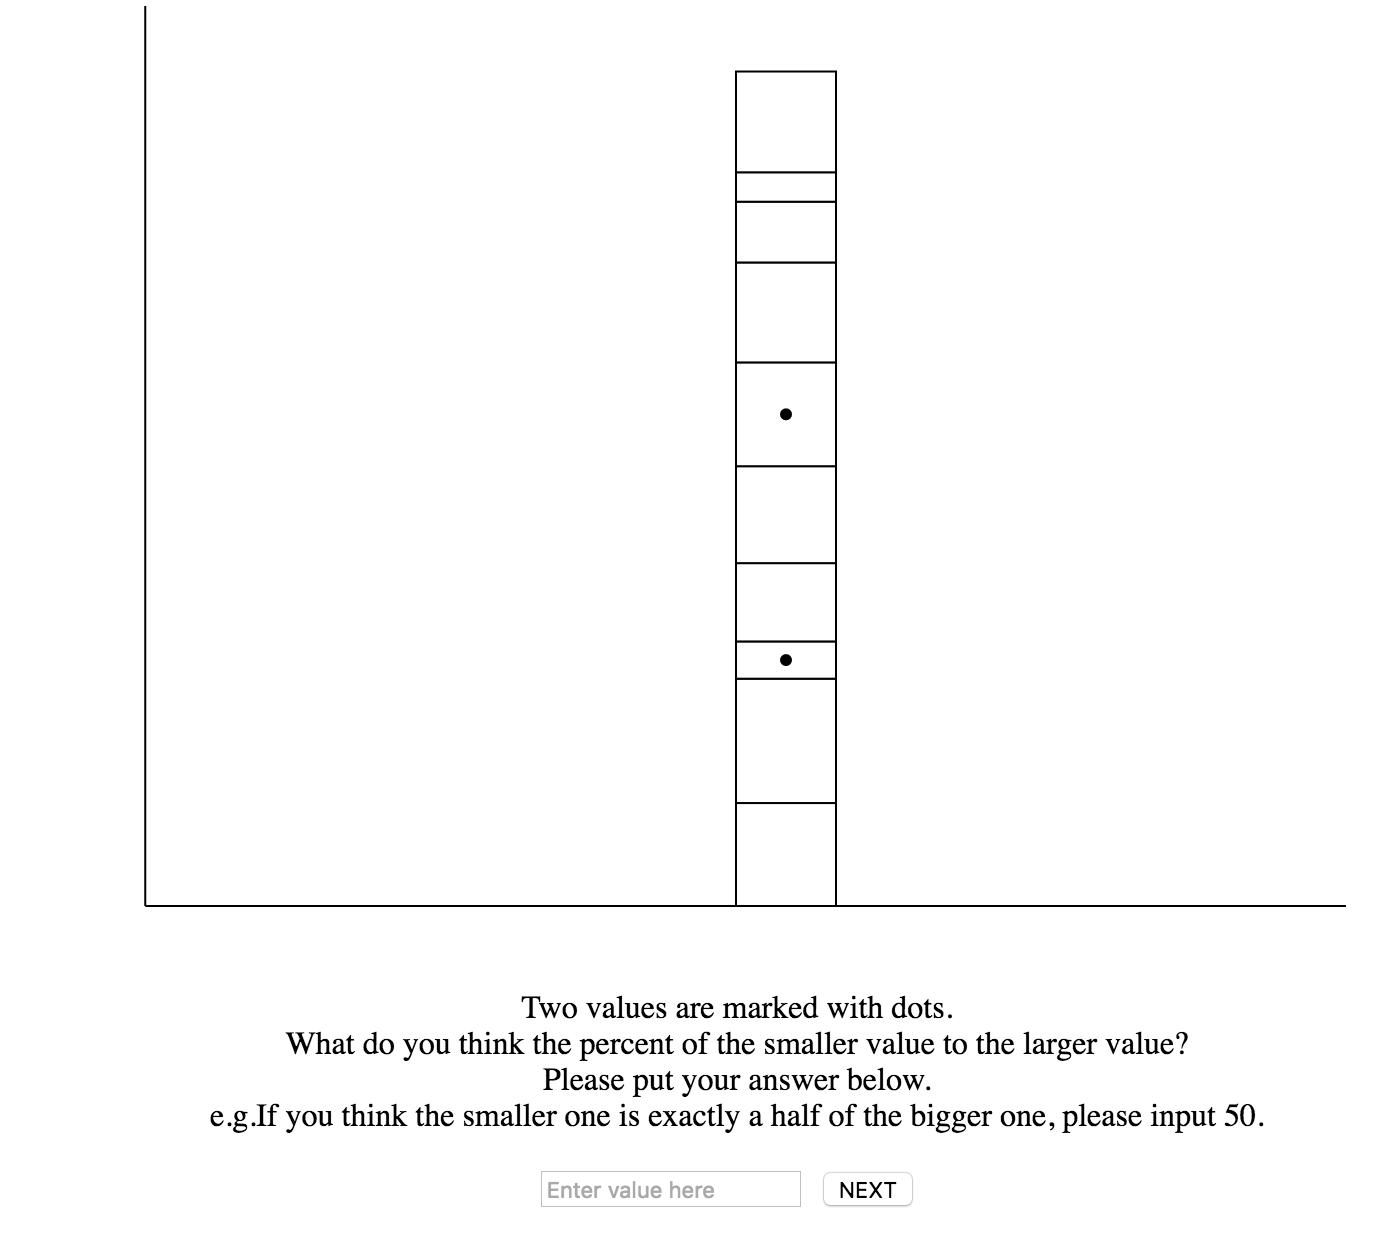 Two values are marked with dots.
What do you think the percent of the smaller value to the larger value?
Please put your answer below.
e.g.If you think the smaller one is exactly a half of the bigger one, please input 50.
Enter value here NEXT